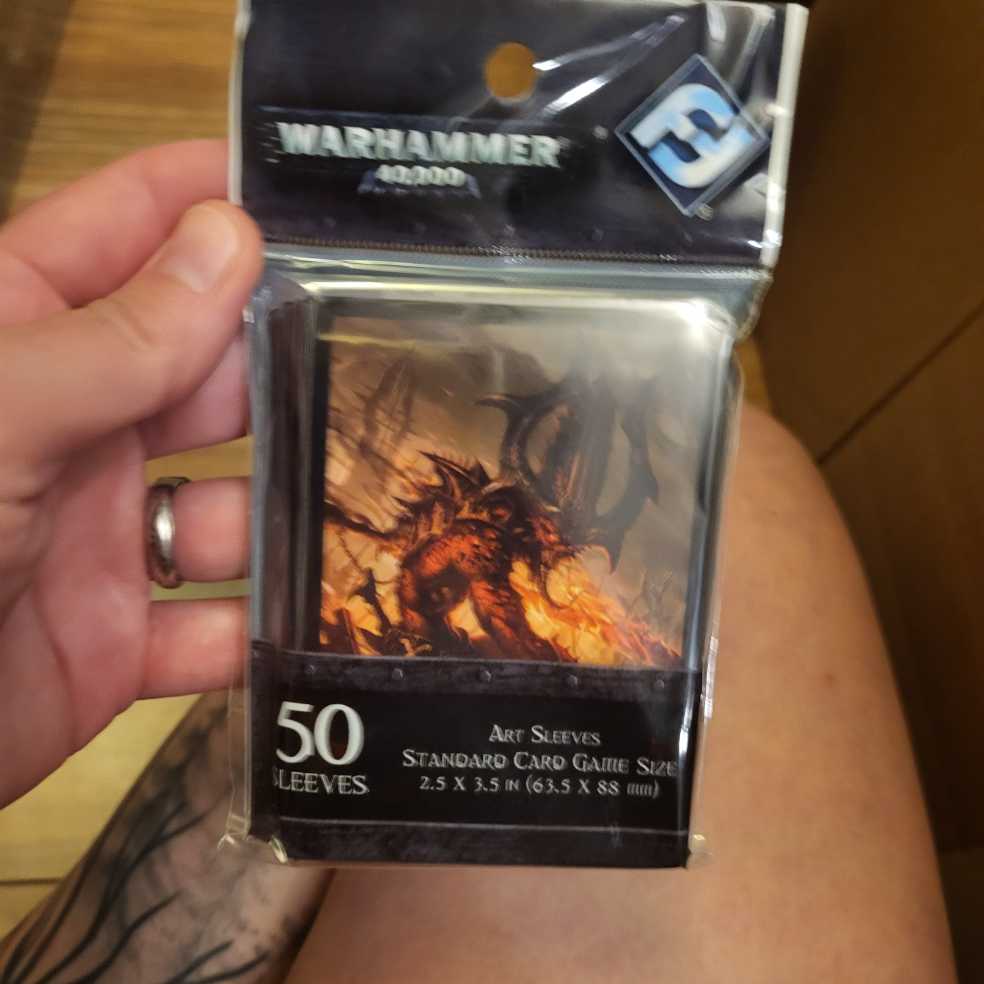 WARHAMMER
40,000
50
SLEEVES
Art Sleeves
Standard Card Game Size
2.5 x 3.5 in (63.5 x 88 mm)